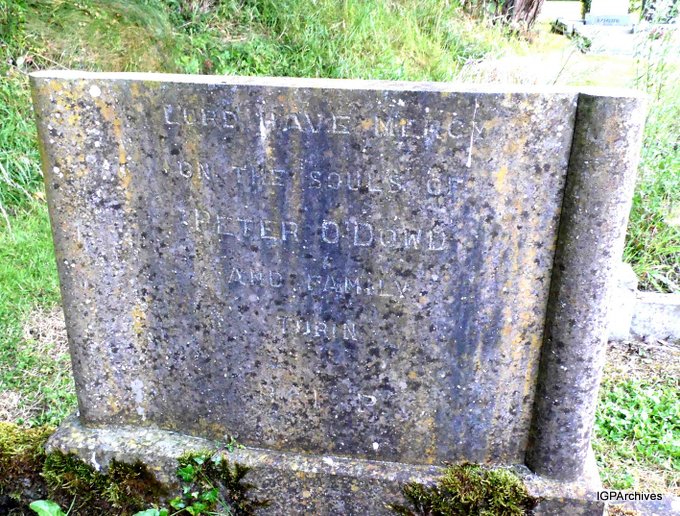 LORD HAVE MERCY
ON THE SOULS OF
PETER O'DOWD
AND FAMILY
TURIN
IGPArchives